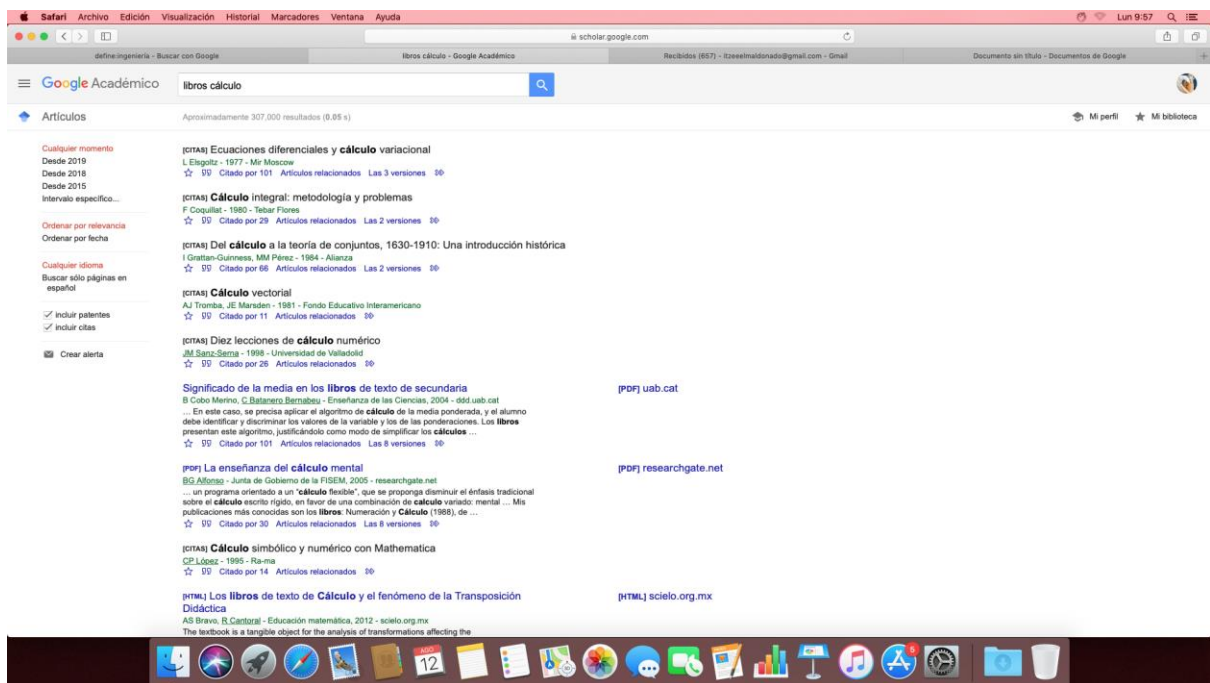 Safari Archivo Edición Visualización Historial Marcadores Ventana Ayuda
Lun 9:57
scholar.google.com
define:ingeniería - Buscar con Google
libros cálculo - Google Académico
Recibidos (657) - itzeeelmaldonado@gmail.com - Gmail
Documento sin título - Documentos de Google
Google Académico
libros cálculo
Artículos
Aproximadamente 307,000 resultados (0.05 s)
Mi perfil
Mi biblioteca
Cualquier momento
Desde 2019
Desde 2018
Desde 2015
Intervalo específico...
Ordenar por relevancia
Ordenar por fecha
Cualquier idioma
Buscar sólo páginas en
español
incluir patentes
incluir citas
Crear alerta
[CITAS] Ecuaciones diferenciales y cálculo variacional
L Elsgoltz - 1977 - Mir Moscow
Citado por 101 Artículos relacionados Las 3 versiones
[CITAS] Cálculo integral: metodología y problemas
F Coquillat - 1980 - Tebar Flores
Citado por 29 Artículos relacionados Las 2 versiones
[CITAS] Del cálculo a la teoría de conjuntos, 1630-1910: Una introducción histórica
I Grattan-Guinness, MM Pérez - 1984 - Alianza
Citado por 66 Artículos relacionados Las 2 versiones
[CITAS] Cálculo vectorial
AJ Tromba, JE Marsden - 1981 - Fondo Educativo Interamericano
Citado por 11 Artículos relacionados
[CITAS] Diez lecciones de cálculo numérico
JM Sanz-Serna - 1998 - Universidad de Valladolid
Citado por 26 Artículos relacionados
Significado de la media en los libros de texto de secundaria
[PDF] uab.cat
B Cobo Merino, C Batanero Bernabeu - Enseñanza de las Ciencias, 2004 - ddd.uab.cat
... En este caso, se precisa aplicar el algoritmo de cálculo de la media ponderada, y el alumno
debe identificar y discriminar los valores de la variable y los de las ponderaciones. Los libros
presentan este algoritmo, justificándolo como modo de simplificar los cálculos ...
Citado por 101 Artículos relacionados Las 8 versiones
[PDF] La enseñanza del cálculo mental
[PDF] researchgate.net
BG Alfonso - Junta de Gobierno de la FISEM, 2005 - researchgate.net
... un programa orientado a un "cálculo flexible", que se proponga disminuir el énfasis tradicional
sobre el cálculo escrito rígido, en favor de una combinación de calculo variado: mental ... Mis
publicaciones más conocidas son los libros: Numeración y Cálculo (1988), de ...
Citado por 30 Artículos relacionados Las 8 versiones
[CITAS] Cálculo simbólico y numérico con Mathematica
CP López - 1995 - Ra-ma
Citado por 14 Artículos relacionados
[HTML] Los libros de texto de Cálculo y el fenómeno de la Transposición
Didáctica
[HTML] scielo.org.mx
AS Bravo, R Cantoral - Educación matemática, 2012 - scielo.org.mx
The textbook is a tangible object for the analysis of transformations affecting the
AGO
12
5